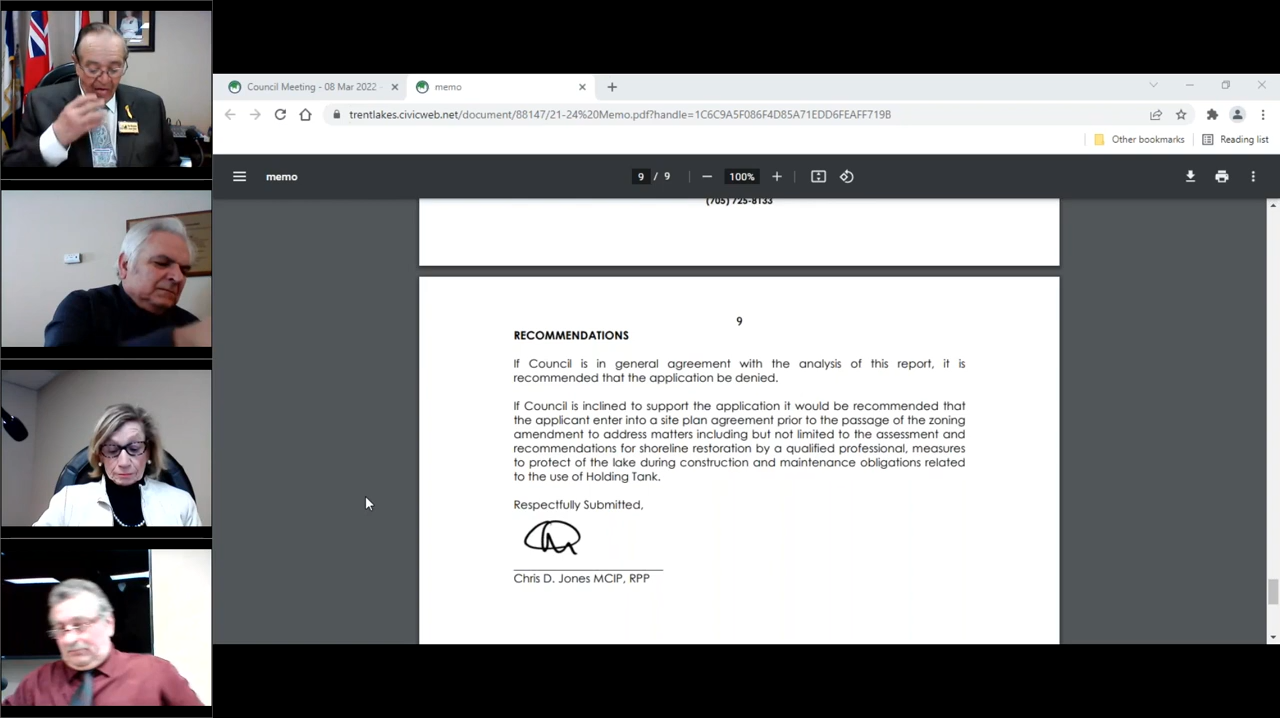 Council Meeting - 08 Mar 2022
memo
trentlakes.civicweb.net/document/88147/21-24%20Memo.pdf?handle=1C6C9A5F086F4D85A71EDD6FEAFF719B
Other bookmarks
Reading list
memo
9 / 9
100%
(705) 725-8133
9
RECOMMENDATIONS
If Council is in general agreement with the analysis of this report, it is
recommended that the application be denied.
If Council is inclined to support the application it would be recommended that
the applicant enter into a site plan agreement prior to the passage of the zoning
amendment to address matters including but not limited to the assessment and
recommendations for shoreline restoration by a qualified professional, measures
to protect of the lake during construction and maintenance obligations related
to the use of Holding Tank.
Respectfully Submitted,
Chris D. Jones MCIP, RPP